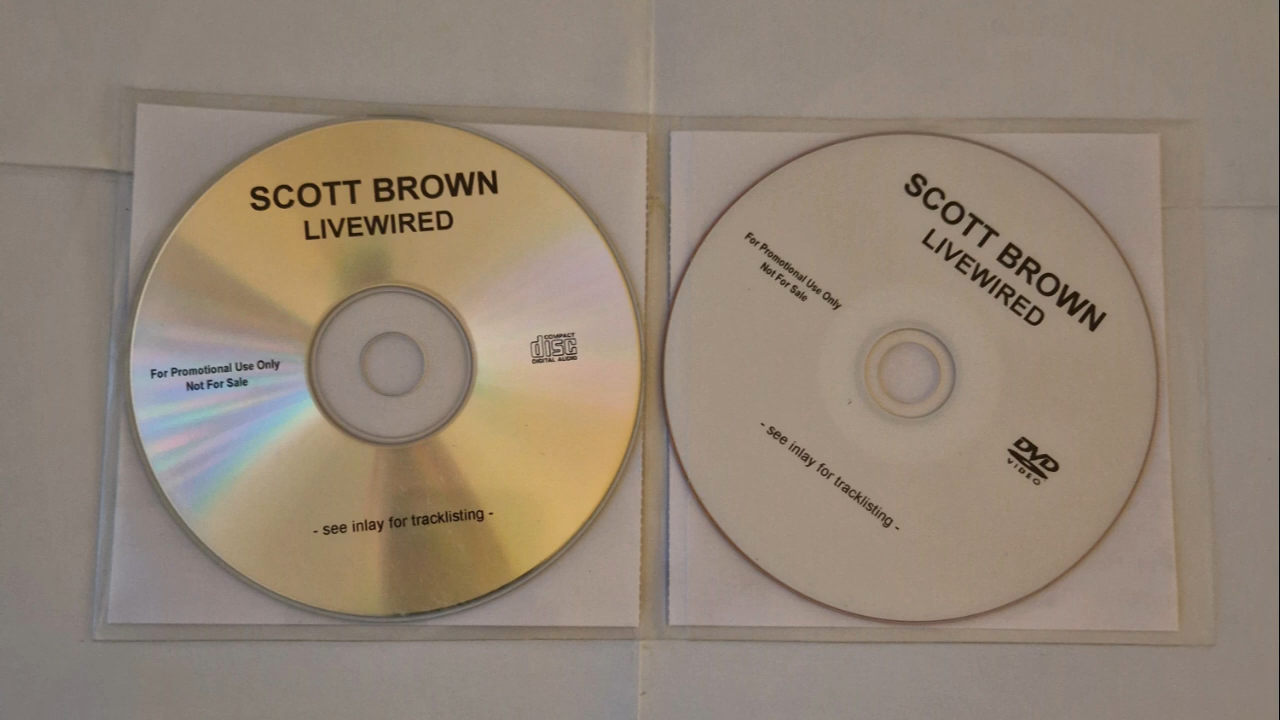 SCOTT BROWN
LIVEWIRED
For Promotional Use Only
Not For Sale
COMPACT
disc
DIGITAL AUDIO
- see inlay for tracklisting -
SCOTT BROWN
LIVEWIRED
For Promotional Use Only
Not For Sale
DVD
VIDEO
- see inlay for tracklisting -